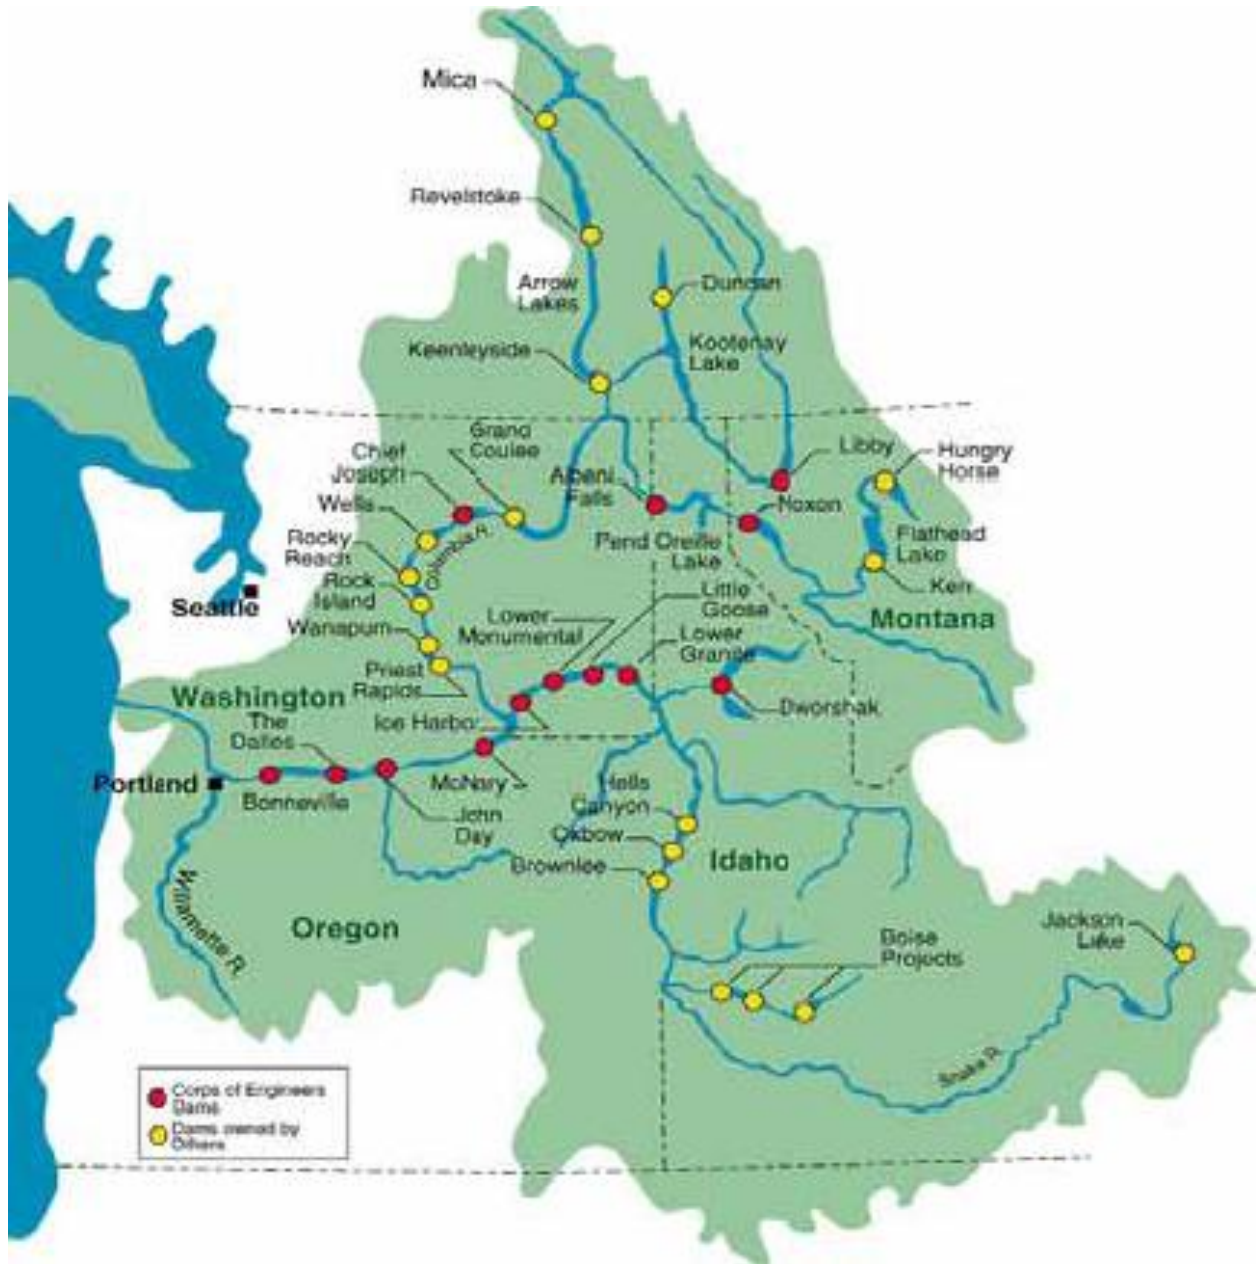 Mica
Revelstoke
Arrow
Lakes
Duncan
Keenleyside
Kootenay
Lake
Grand
Coulee
Chief
Joseph
Wells
Rocky
Reach
Rock
Island
Wanapum
Priest
Rapids
Columbia R.
Albeni
Falls
Libby
Hungry
Horse
Noxon
Flathead
Lake
Kerr
Pend Oreille
Lake
Little
Goose
Lower
Monumental
Lower
Granite
Montana
Seattle
Washington
Ice Harbor
Dworshak
The
Dalles
Portland
Bonneville
McNary
John
Day
Hells
Canyon
Oxbow
Brownlee
Idaho
Willamette R.
Oregon
Boise
Projects
Jackson
Lake
Snake R.
Corps of Engineers
Dams
Dams owned by
Others